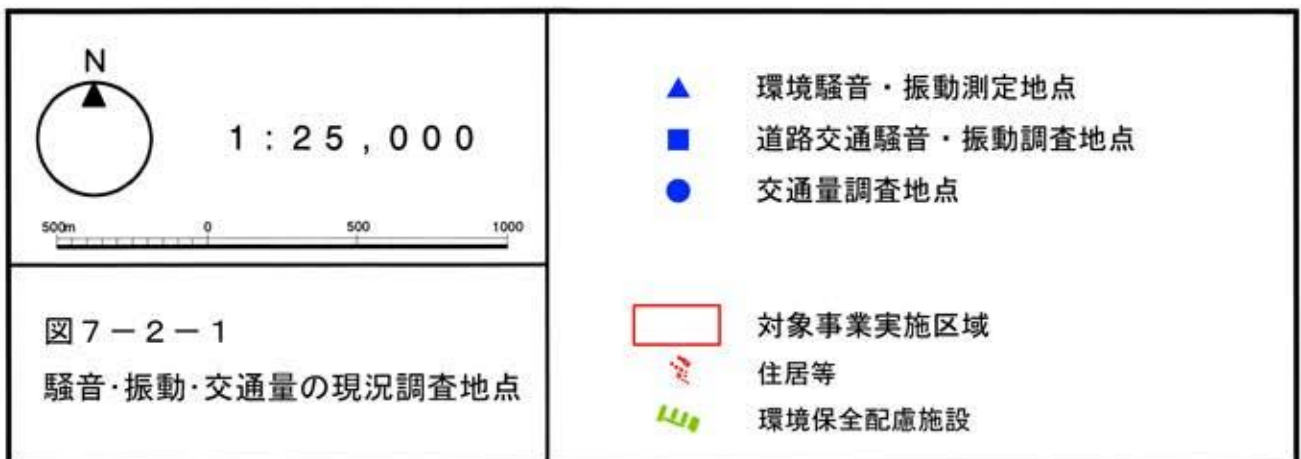 N
1：25，000
500m 0 500 1000
図7－2－1
騒音･振動･交通量の現況調査地点
環境騒音・振動測定地点
道路交通騒音・振動調査地点
交通量調査地点
対象事業実施区域
住居等
環境保全配慮施設